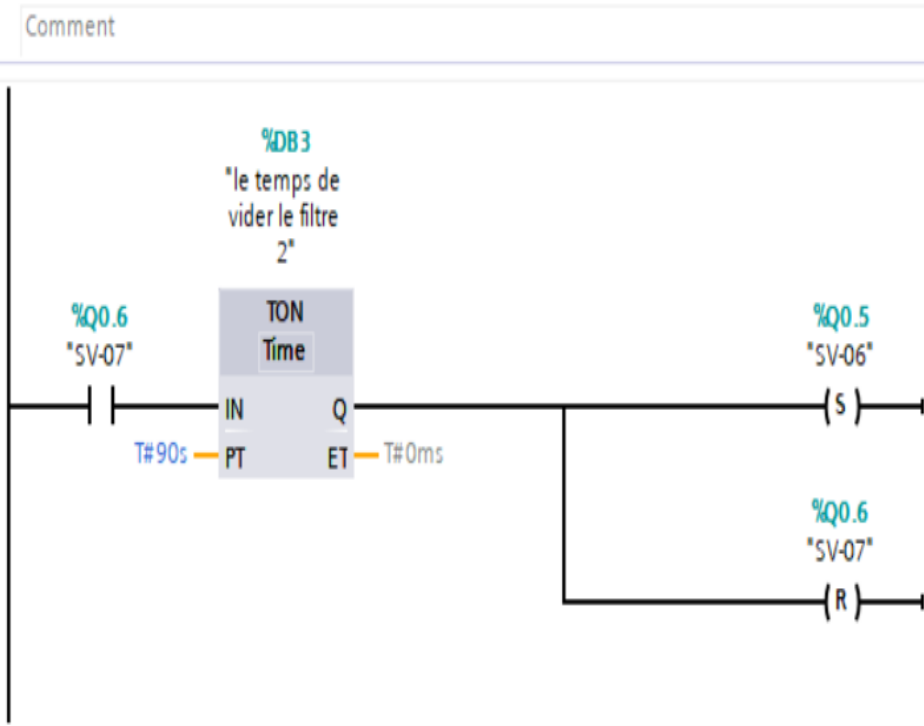 Comment
%DB3
"le temps de
vider le filtre
2"
%Q0.6
"SV-07"
TON
Time
%Q0.5
"SV-06"
IN
Q
S
T#90s
PT
ET
T#0ms
%Q0.6
"SV-07"
R